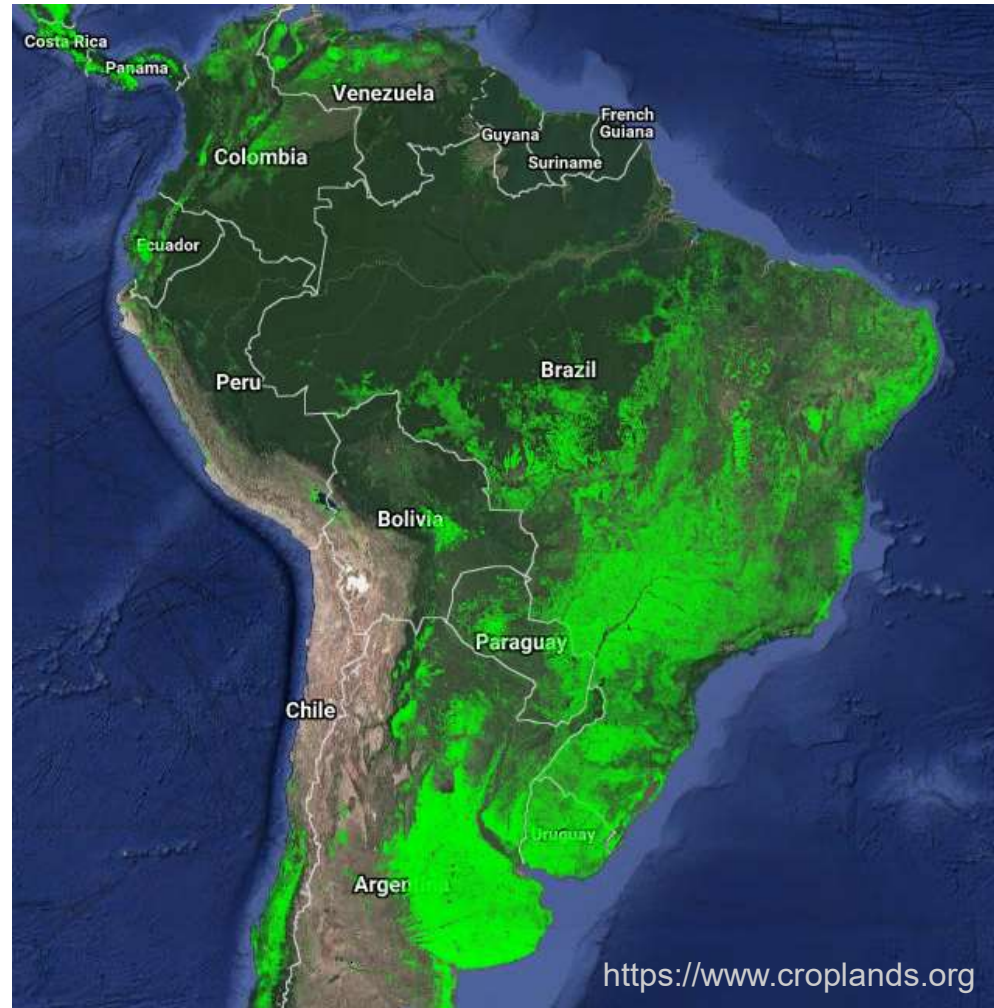 Costa Rica
Panama
Venezuela
Guyana
French
Guiana
Suriname
Colombia
Ecuador
Brazil
Peru
Bolivia
Paraguay
Chile
Uruguay
Argentina
https://www.croplands.org